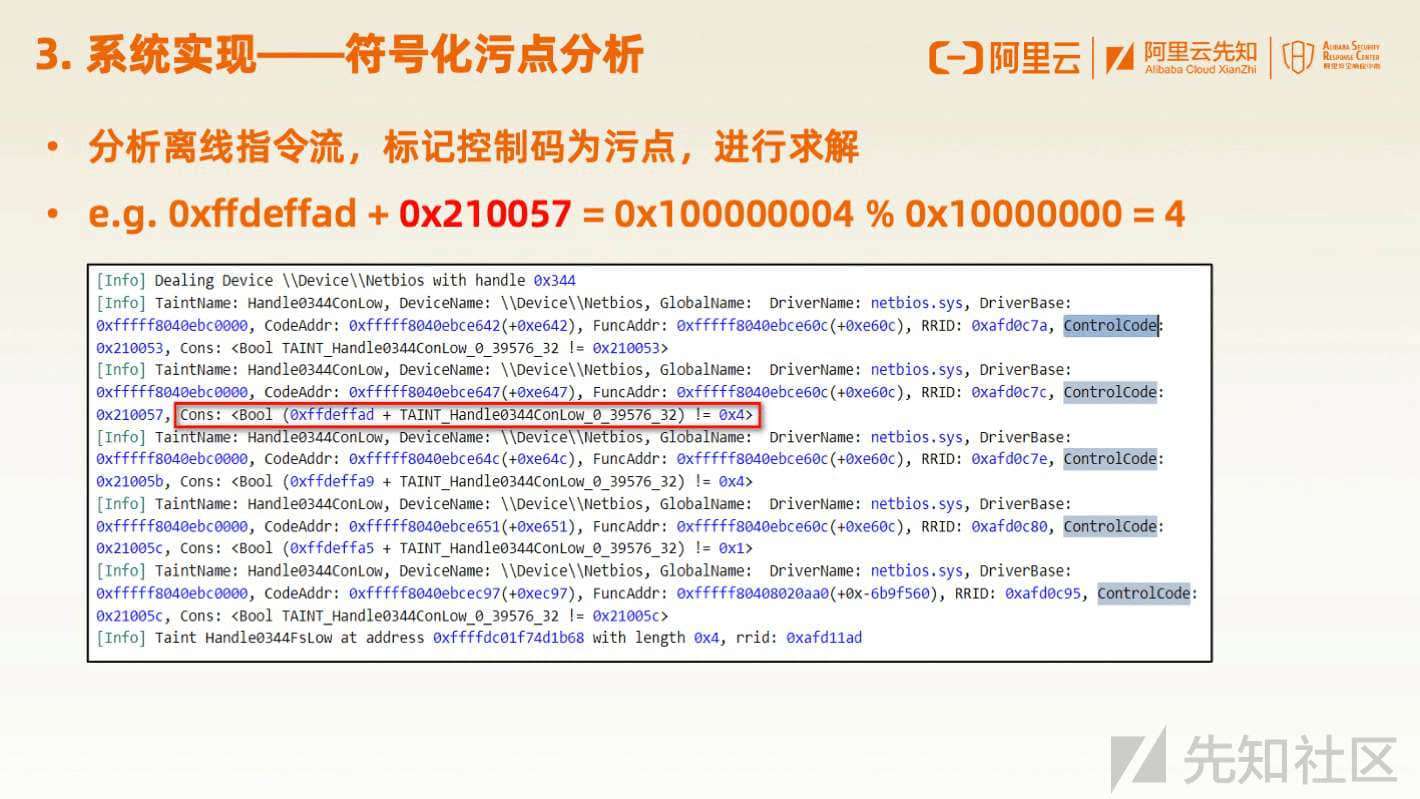 3. 系统实现——符号化污点分析
阿里云
阿里云先知
Alibaba Cloud XianZhi
ALIBABA SECURITY
RESPONSE CENTER
阿里安全响应中心
• 分析离线指令流，标记控制码为污点，进行求解
• e.g. 0xffdeffad + 0x210057 = 0x100000004 % 0x10000000 = 4
[Info] Dealing Device \\Device\\Netbios with handle 0x344
[Info] TaintName: Handle0344ConLow, DeviceName: \\Device\\Netbios, GlobalName:  DriverName: netbios.sys, DriverBase:
0xfffff8040ebc0000, CodeAddr: 0xfffff8040ebce642(+0xe642), FuncAddr: 0xfffff8040ebce60c(+0xe60c), RRID: 0xafd0c7a, ControlCode:
0x210053, Cons: <Bool TAINT_Handle0344ConLow_0_39576_32 != 0x210053>
[Info] TaintName: Handle0344ConLow, DeviceName: \\Device\\Netbios, GlobalName:  DriverName: netbios.sys, DriverBase:
0xfffff8040ebc0000, CodeAddr: 0xfffff8040ebce647(+0xe647), FuncAddr: 0xfffff8040ebce60c(+0xe60c), RRID: 0xafd0c7c, ControlCode:
0x210057, Cons: <Bool (0xffdeffad + TAINT_Handle0344ConLow_0_39576_32) != 0x4>
[Info] TaintName: Handle0344ConLow, DeviceName: \\Device\\Netbios, GlobalName:  DriverName: netbios.sys, DriverBase:
0xfffff8040ebc0000, CodeAddr: 0xfffff8040ebce64c(+0xe64c), FuncAddr: 0xfffff8040ebce60c(+0xe60c), RRID: 0xafd0c7e, ControlCode:
0x21005b, Cons: <Bool (0xffdeffa9 + TAINT_Handle0344ConLow_0_39576_32) != 0x4>
[Info] TaintName: Handle0344ConLow, DeviceName: \\Device\\Netbios, GlobalName:  DriverName: netbios.sys, DriverBase:
0xfffff8040ebc0000, CodeAddr: 0xfffff8040ebce651(+0xe651), FuncAddr: 0xfffff8040ebce60c(+0xe60c), RRID: 0xafd0c80, ControlCode:
0x21005c, Cons: <Bool (0xffdeffa5 + TAINT_Handle0344ConLow_0_39576_32) != 0x1>
[Info] TaintName: Handle0344ConLow, DeviceName: \\Device\\Netbios, GlobalName:  DriverName: netbios.sys, DriverBase:
0xfffff8040ebc0000, CodeAddr: 0xfffff8040ebcec97(+0xec97), FuncAddr: 0xfffff80408020aa0(+0x-6b9f560), RRID: 0xafd0c95, ControlCode:
0x21005c, Cons: <Bool TAINT_Handle0344ConLow_0_39576_32 != 0x21005c>
[Info] Taint Handle0344FsLow at address 0xffffdc01f74d1b68 with length 0x4, rrid: 0xafd11ad
先知社区